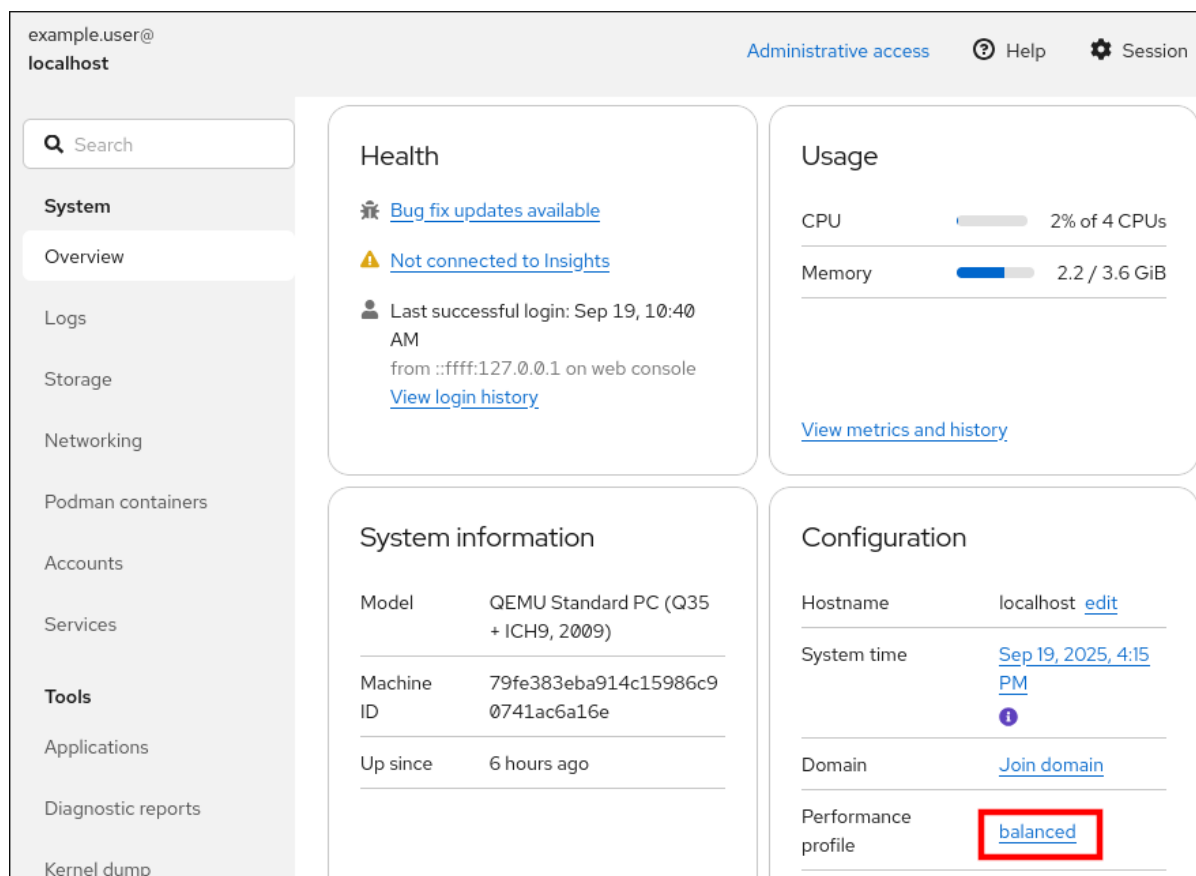 example.user@
localhost
Administrative access
Help
Session
Search
System
Overview
Logs
Storage
Networking
Podman containers
Accounts
Services
Tools
Applications
Diagnostic reports
Kernel dump
Health
Bug fix updates available
Not connected to Insights
Last successful login: Sep 19, 10:40
AM
from ::ffff:127.0.0.1 on web console
View login history
Usage
CPU 2% of 4 CPUs
Memory 2.2 / 3.6 GiB
View metrics and history
System information
Model QEMU Standard PC (Q35
+ ICH9, 2009)
Machine 79fe383eba914c15986c9
ID 0741ac6a16e
Up since 6 hours ago
Configuration
Hostname localhost edit
System time Sep 19, 2025, 4:15
PM
Domain Join domain
Performance
profile balanced